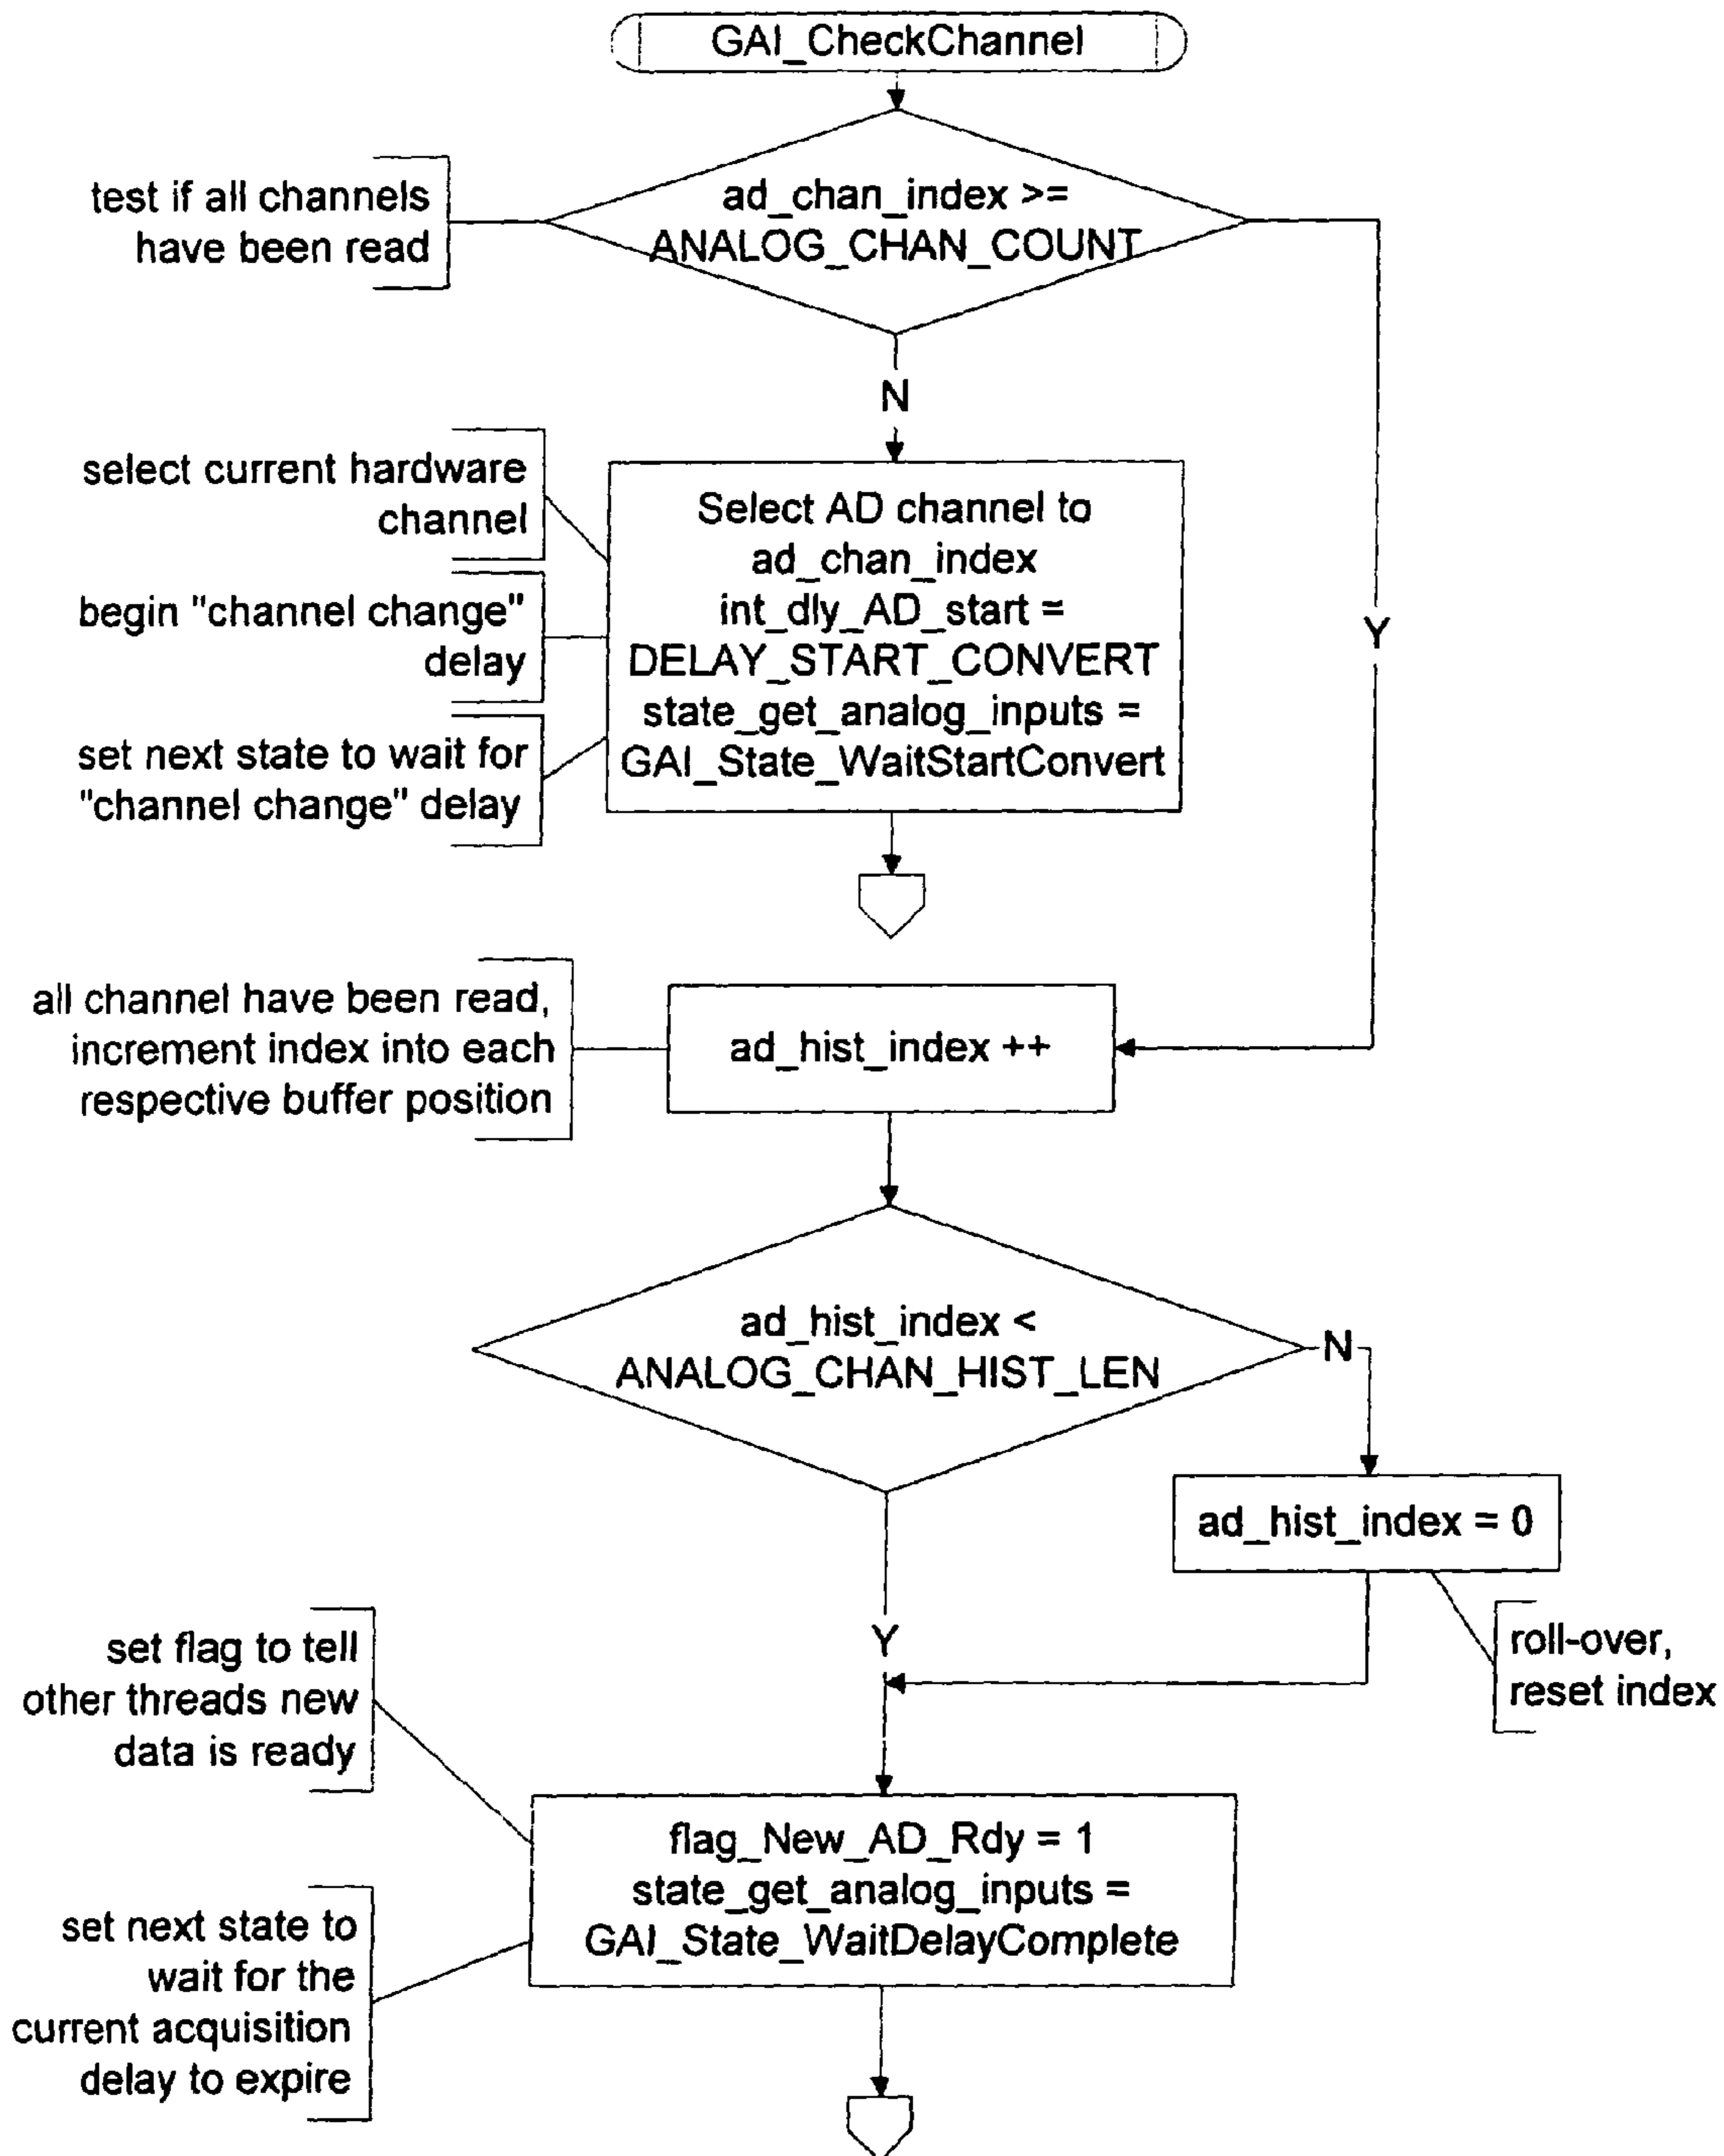 GAI_CheckChannel
test if all channels
have been read
ad_chan_index >=
ANALOG_CHAN_COUNT
N
Y
select current hardware
channel
begin "channel change"
delay
set next state to wait for
"channel change" delay
Select AD channel to
ad_chan_index
int_dly_AD_start =
DELAY_START_CONVERT
state_get_analog_inputs =
GAI_State_WaitStartConvert
all channel have been read,
increment index into each
respective buffer position
ad_hist_index ++
ad_hist_index <
ANALOG_CHAN_HIST_LEN
N
ad_hist_index = 0
Y
roll-over,
reset index
set flag to tell
other threads new
data is ready
flag_New_AD_Rdy = 1
state_get_analog_inputs =
GAI_State_WaitDelayComplete
set next state to
wait for the
current acquisition
delay to expire